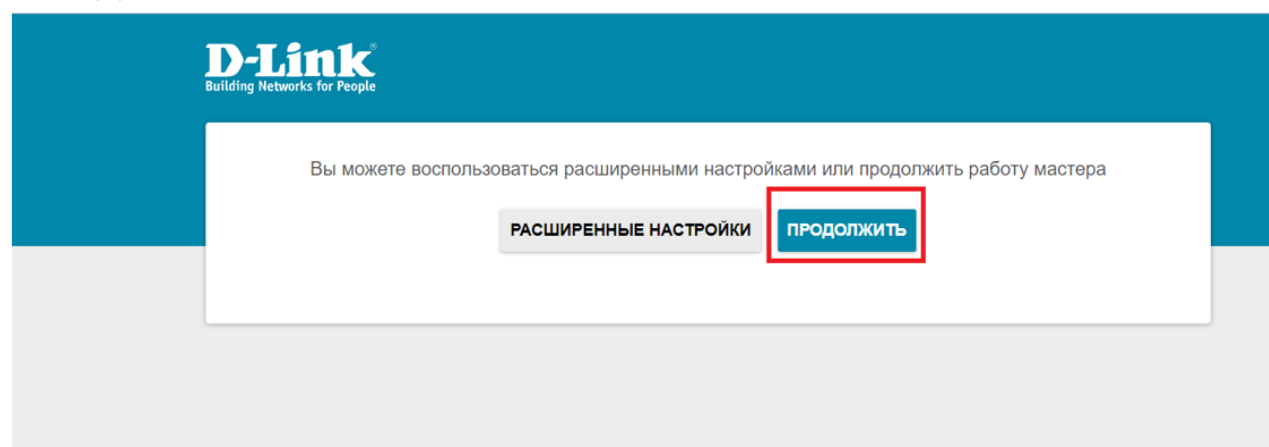 D-Link®
Building Networks for People
Вы можете воспользоваться расширенными настройками или продолжить работу мастера
РАСШИРЕННЫЕ НАСТРОЙКИ ПРОДОЛЖИТЬ